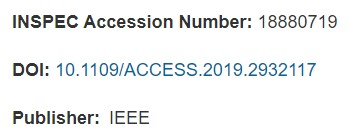 INSPEC Accession Number: 18880719
DOI: 10.1109/ACCESS.2019.2932117
Publisher: IEEE